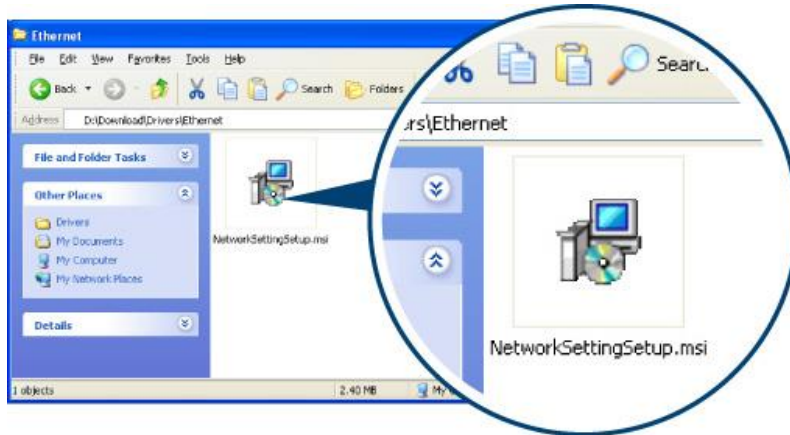 Ethernet
File Edit View Favorites Tools Help
Back Search Folders
Address D:\Download\Drivers\Ethernet
File and Folder Tasks
Other Places
Drivers
My Documents
My Computer
My Network Places
Details
NetworkSettingSetup.msi
1 objects 2.40 MB My
Sear
rs\Ethernet
NetworkSettingSetup.msi